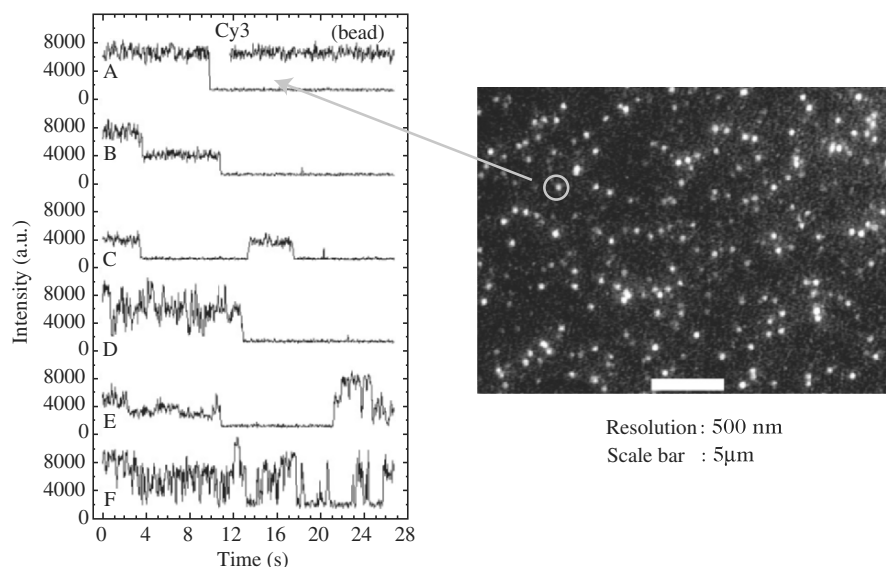 Cy3 (bead)
8000
4000
0
A
8000
4000
0
B
8000
4000
0
C
8000
4000
0
D
8000
4000
0
E
8000
4000
0
F
0 4 8 12 16 20 24 28
Time (s)
Intensity (a.u.)
Resolution: 500 nm
Scale bar : 5μm